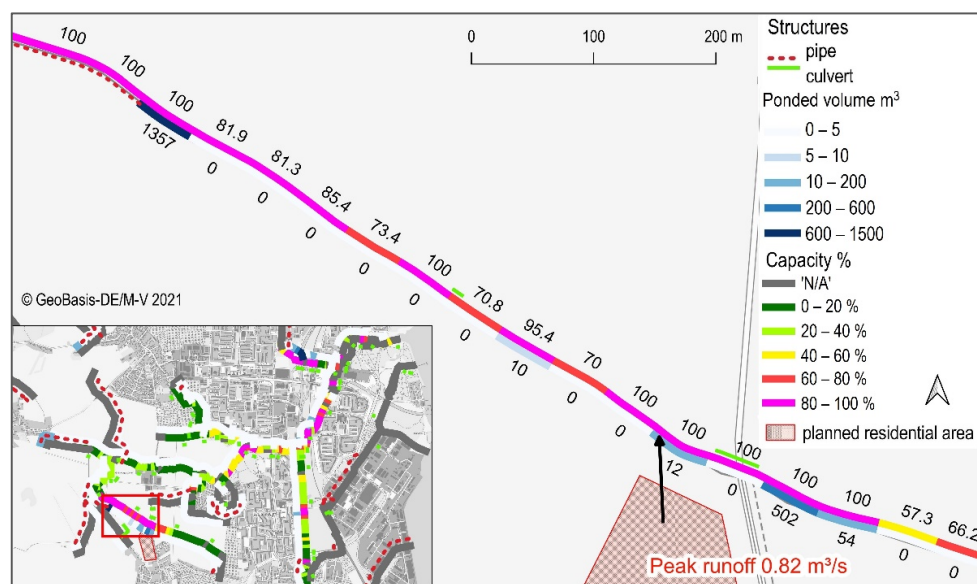 100
100
100
81.9
81.3
85.4
73.4
100
70.8
95.4
70
100
100
100
100
100
57.3
66.2
1357
0
0
0
0
0
10
0
0
12
0
502
54
0
0
0 100 200 m
© GeoBasis-DE/M-V 2021
Peak runoff 0.82 m³/s
Structures
pipe
culvert
Ponded volume m³
0 – 5
5 – 10
10 – 200
200 – 600
600 – 1500
Capacity %
'N/A'
0 – 20 %
20 – 40 %
40 – 60 %
60 – 80 %
80 – 100 %
planned residential area